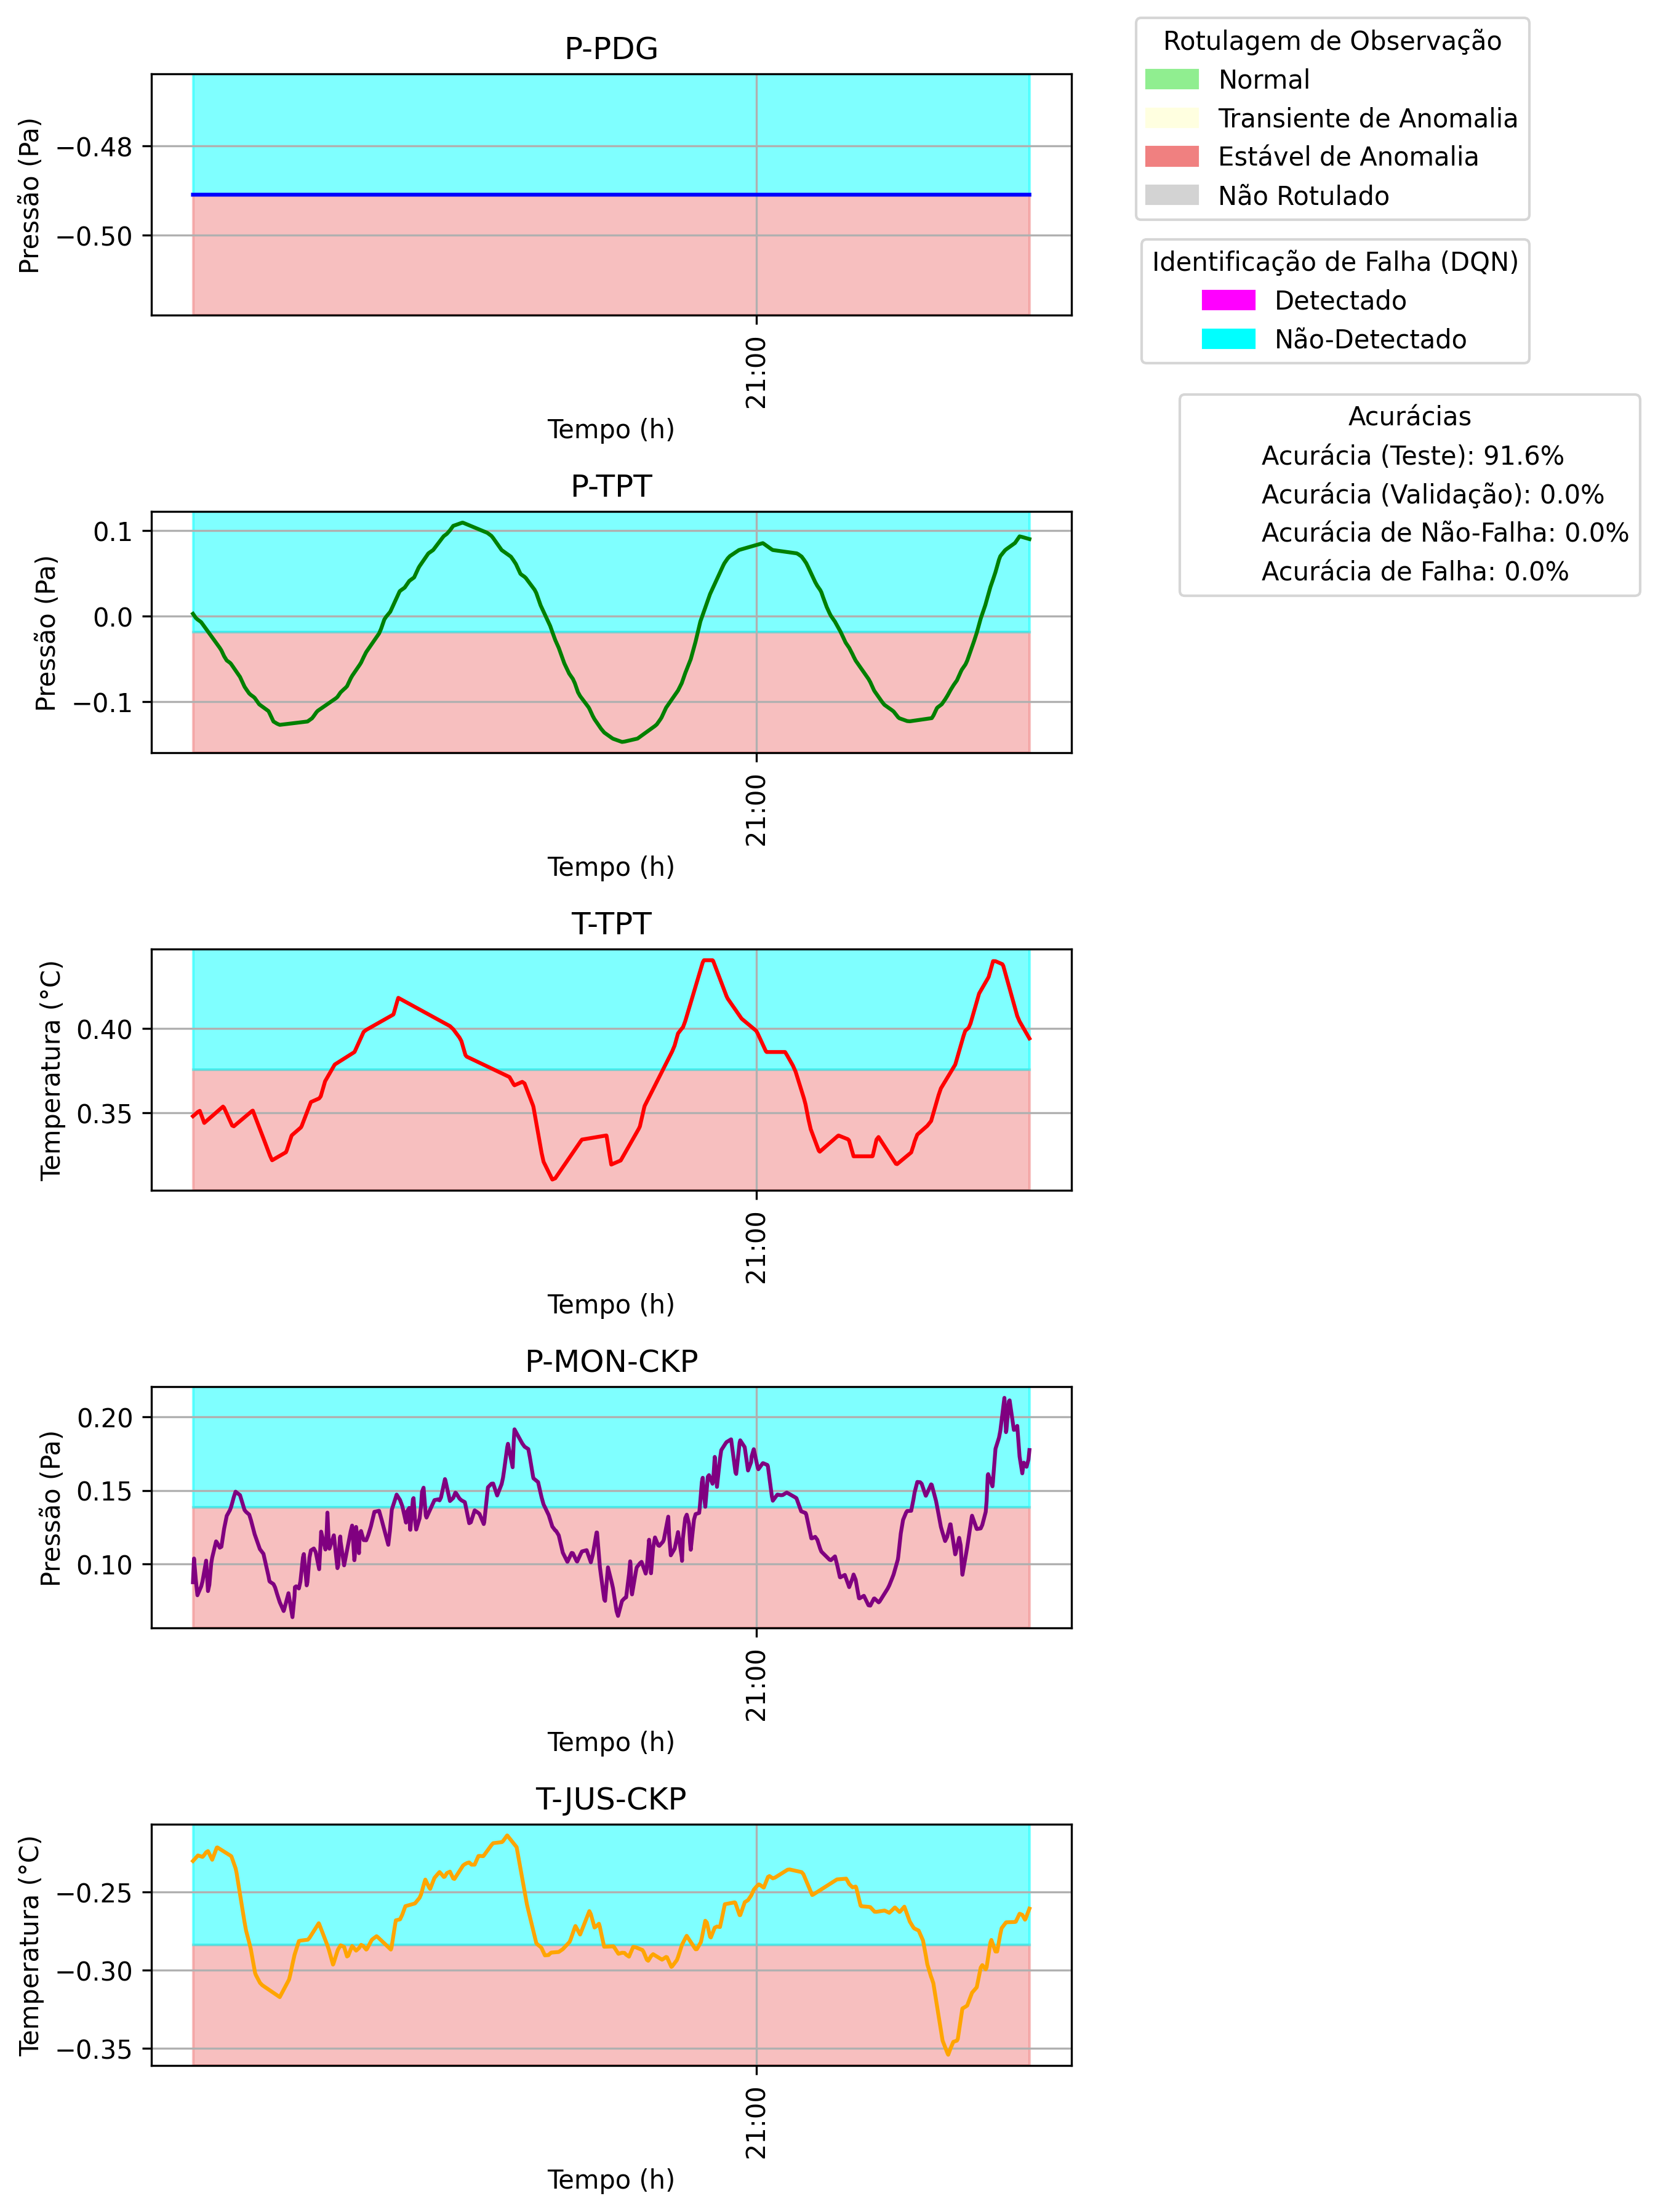 P-PDG
Pressão (Pa)
−0.48
−0.50
21:00
Tempo (h)
Rotulagem de Observação
Normal
Transiente de Anomalia
Estável de Anomalia
Não Rotulado
Identificação de Falha (DQN)
Detectado
Não-Detectado
Acurácias
Acurácia (Teste): 91.6%
Acurácia (Validação): 0.0%
Acurácia de Não-Falha: 0.0%
Acurácia de Falha: 0.0%
P-TPT
Pressão (Pa)
0.1
0.0
−0.1
21:00
Tempo (h)
T-TPT
Temperatura (°C)
0.40
0.35
21:00
Tempo (h)
P-MON-CKP
Pressão (Pa)
0.20
0.15
0.10
21:00
Tempo (h)
T-JUS-CKP
Temperatura (°C)
−0.25
−0.30
−0.35
21:00
Tempo (h)